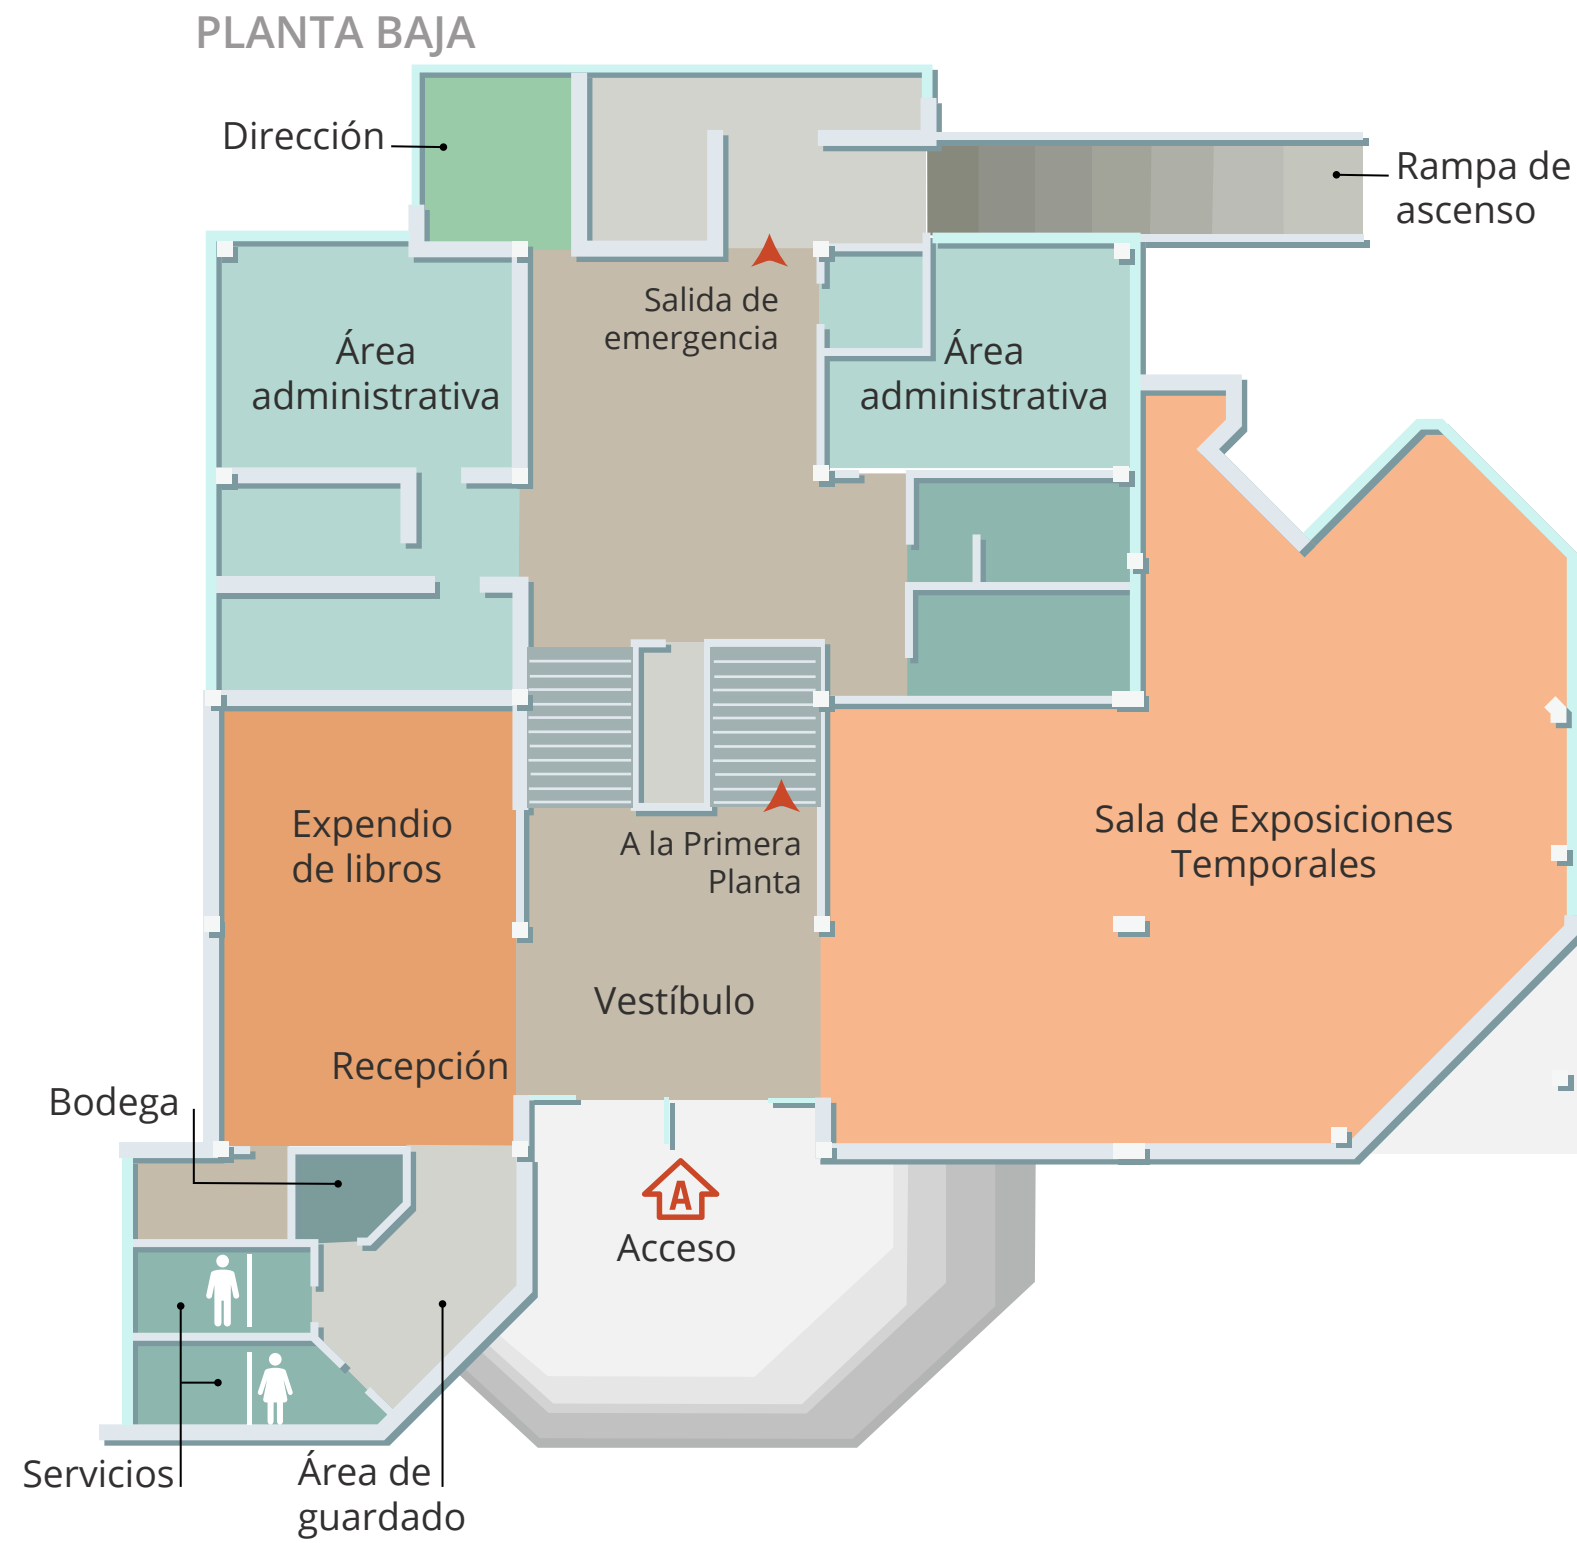 PLANTA BAJA
Dirección
Rampa de
ascenso
Salida de
emergencia
Área
administrativa
Área
administrativa
Expendio
de libros
A la Primera
Planta
Sala de Exposiciones
Temporales
Vestíbulo
Recepción
Bodega
A
Acceso
Servicios
Área de
guardado